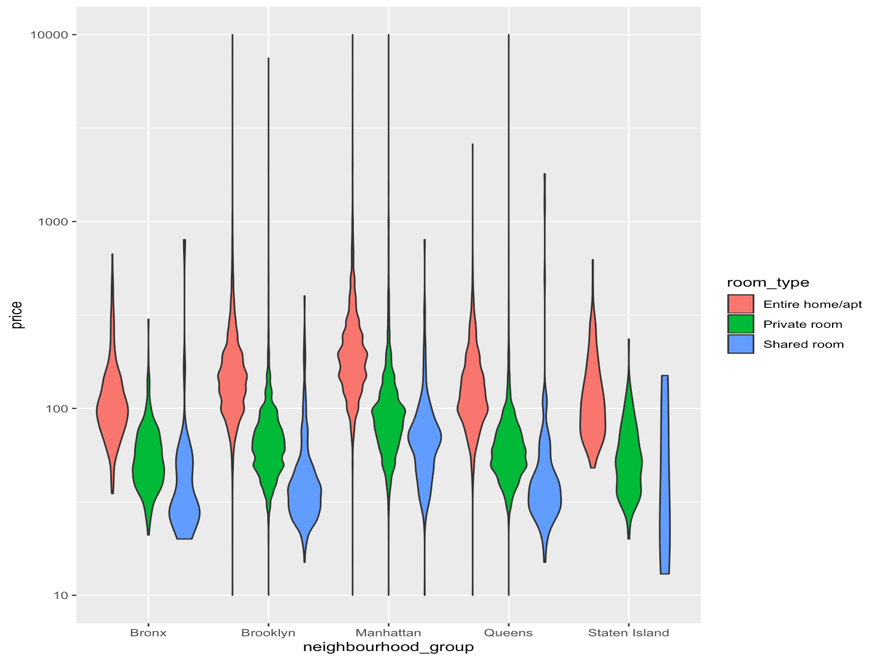 10000
1000
100
10
price
Bronx
Brooklyn
Manhattan
Queens
Staten Island
neighbourhood_group
room_type
Entire home/apt
Private room
Shared room